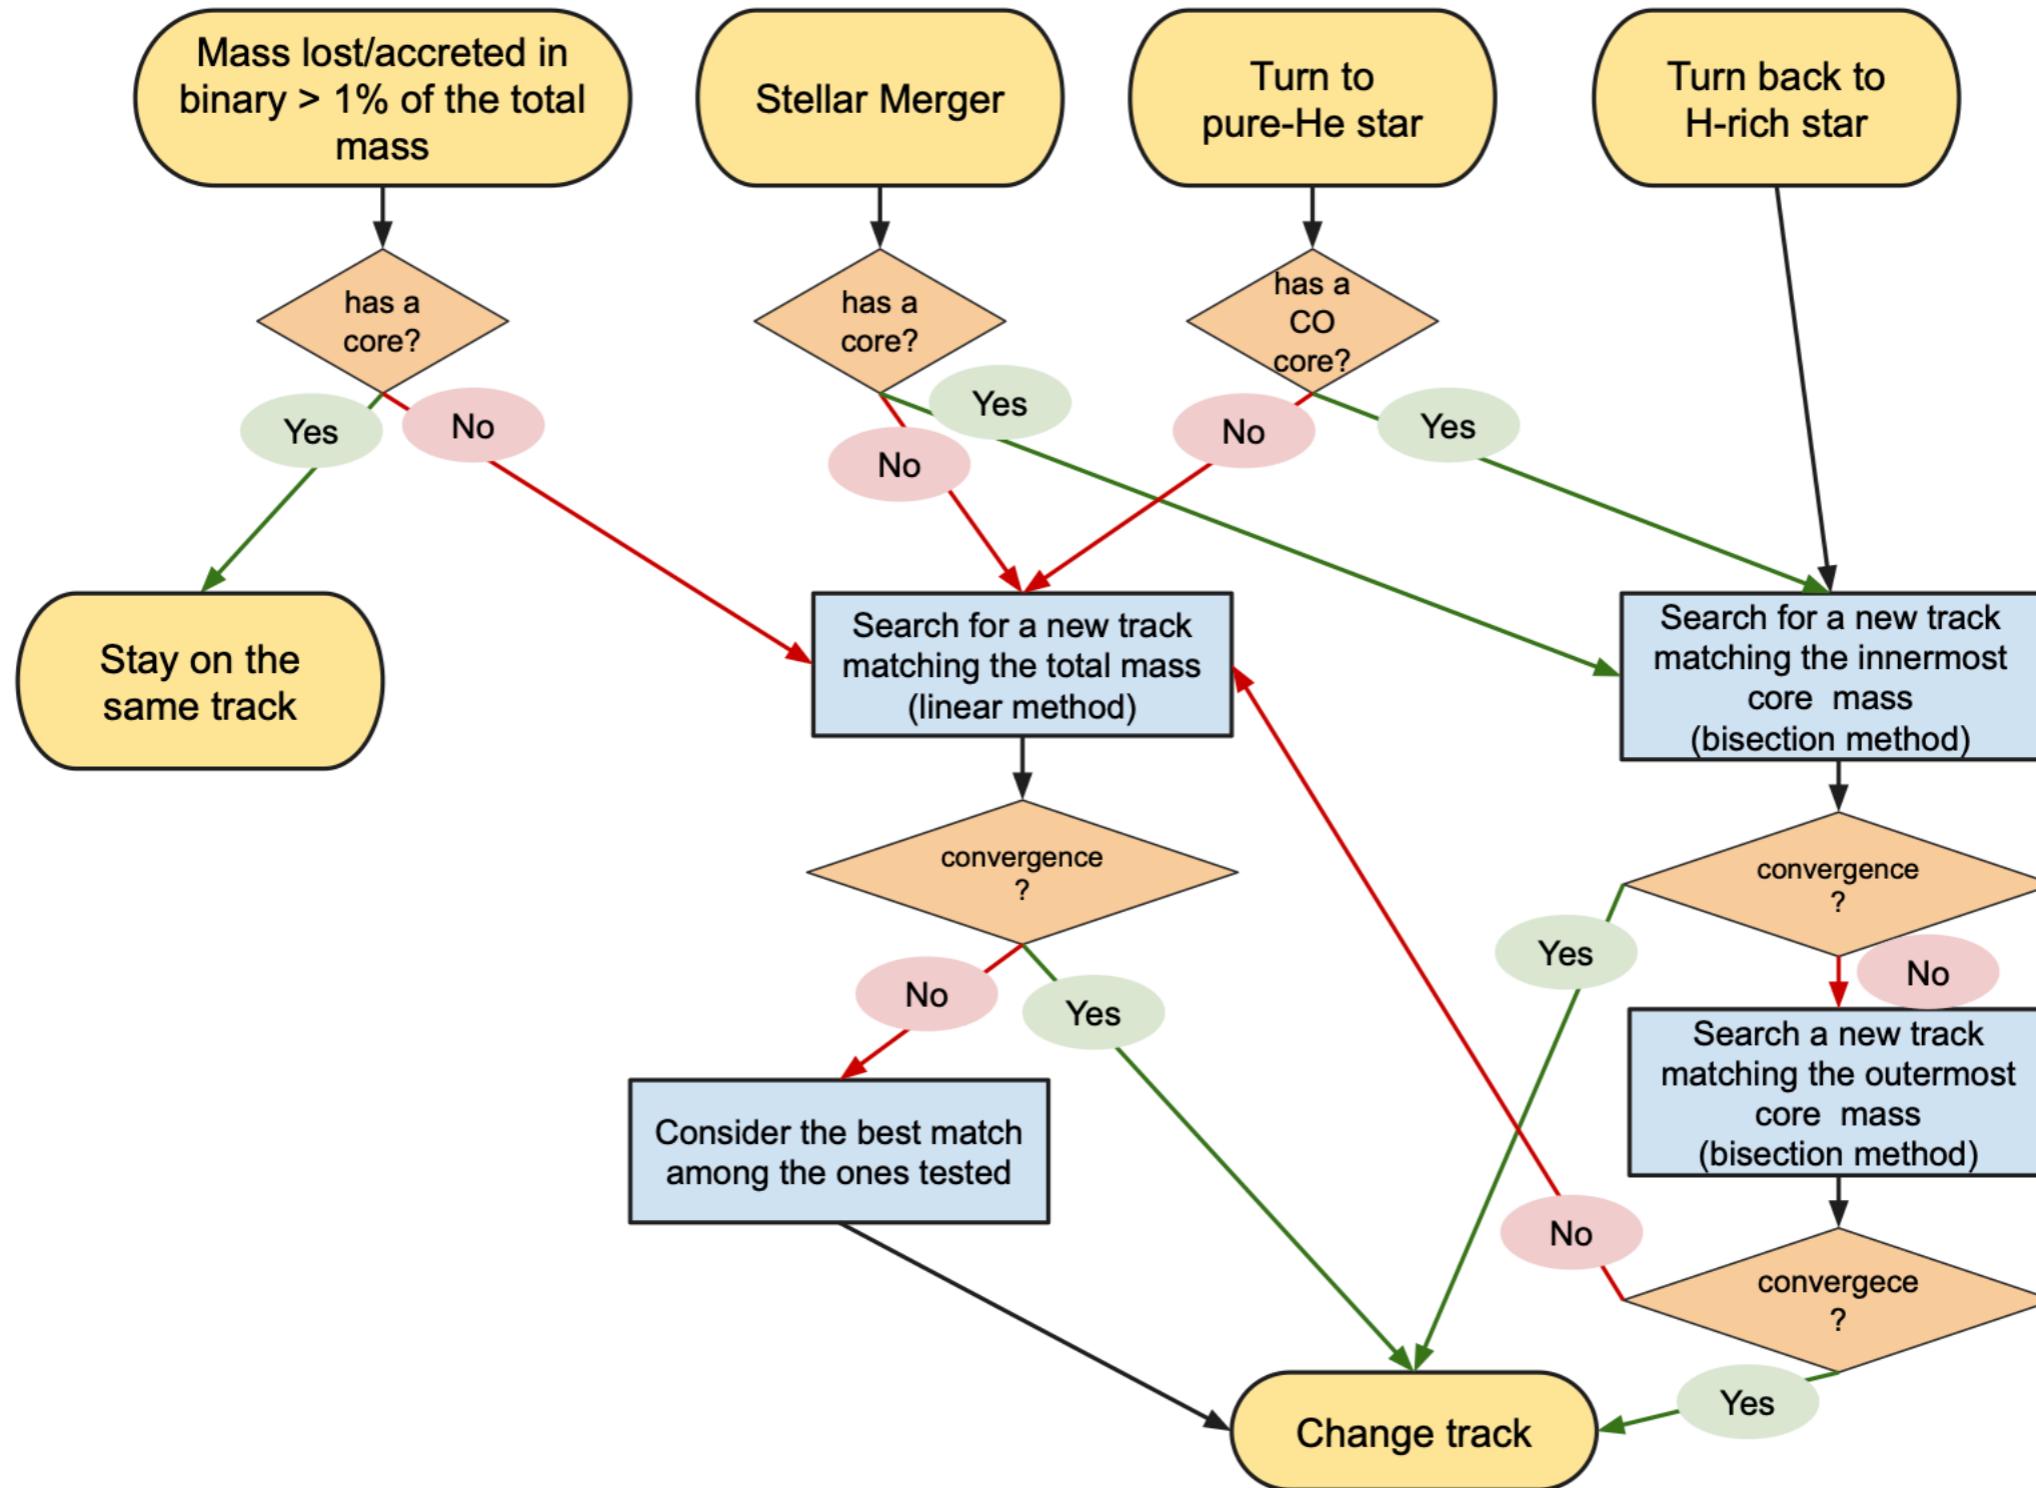 Mass lost/accreted in
binary > 1% of the total
mass
Stellar Merger
Turn to
pure-He star
Turn back to
H-rich star
has a
core?
has a
core?
has a
CO
core?
Yes
No
Yes
No
No
Yes
Stay on the
same track
Search for a new track
matching the total mass
(linear method)
Search for a new track
matching the innermost
core mass
(bisection method)
convergence
?
convergence
?
No
Yes
Yes
No
Consider the best match
among the ones tested
Search a new track
matching the outermost
core mass
(bisection method)
No
convergece
?
Yes
Change track